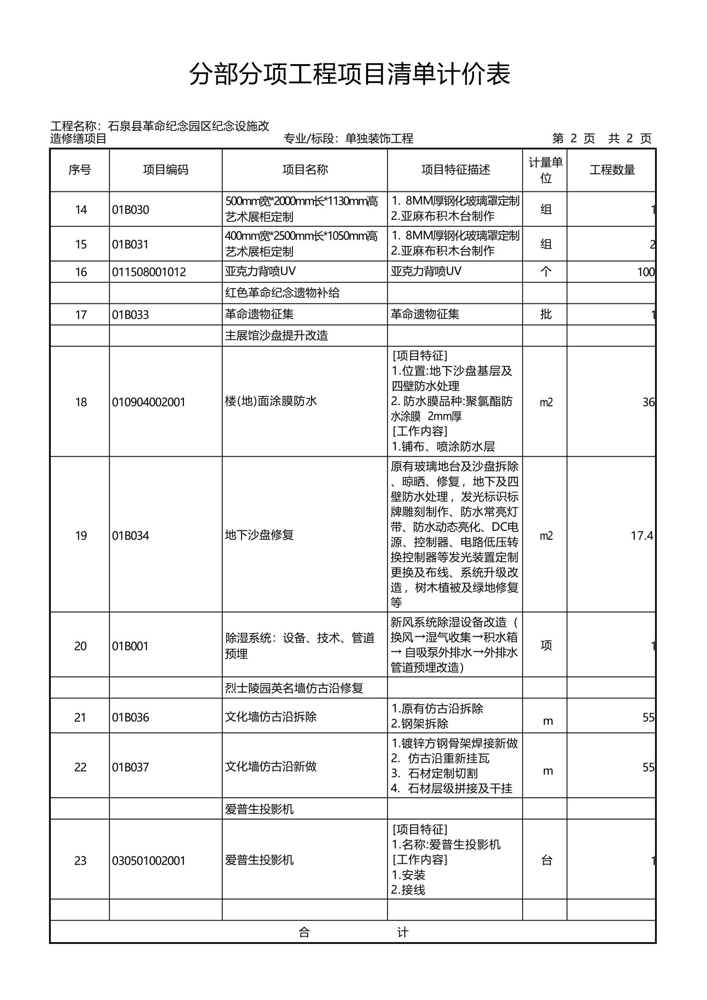 分部分项工程项目清单计价表
工程名称：石泉县革命纪念园区纪念设施改
造修缮项目 专业/标段：单独装饰工程 第 2 页 共 2 页
序号 项目编码 项目名称 项目特征描述 计量单 工程数量
位
14 01B030 500mm宽*2000mm长*1130mm高 1. 8MM厚钢化玻璃罩定制 组 1
艺术展柜定制 2.亚麻布积木台制作
15 01B031 400mm宽*2500mm长*1050mm高 1. 8MM厚钢化玻璃罩定制 组 2
艺术展柜定制 2.亚麻布积木台制作
16 011508001012 亚克力背喷UV 亚克力背喷UV 个 100
红色革命纪念遗物补给
17 01B033 革命遗物征集 革命遗物征集 批 1
主展馆沙盘提升改造
18 010904002001 楼(地)面涂膜防水 m2 36
[项目特征]
1.位置:地下沙盘基层及
四壁防水处理
2. 防水膜品种:聚氯酯防
水涂膜 2mm厚
[工作内容]
1.铺布、喷涂防水层
19 01B034 地下沙盘修复 m2 17.4
原有玻璃地台及沙盘拆除
、晾晒、修复，地下及四
壁防水处理，发光标识标
牌雕刻制作、防水常亮灯
带、防水动态亮化、DC电
源、控制器、电路低压转
换控制器等发光装置定制
更换及布线、系统升级改
造，树木植被及绿地修复
等
20 01B001 除湿系统：设备、技术、管道 项 1
预埋
新风系统除湿设备改造（
换风→湿气收集→积水箱
→ 自吸泵外排水→外排水
管道预埋改造）
烈士陵园英名墙仿古沿修复
21 01B036 文化墙仿古沿拆除 m 55
1.原有仿古沿拆除
2.钢架拆除
22 01B037 文化墙仿古沿新做 m 55
1.镀锌方钢骨架焊接新做
2. 仿古沿重新挂瓦
3. 石材定制切割
4. 石材层级拼接及干挂
爱普生投影机
23 030501002001 爱普生投影机 台 1
[项目特征]
1.名称:爱普生投影机
[工作内容]
1.安装
2.接线
合 计